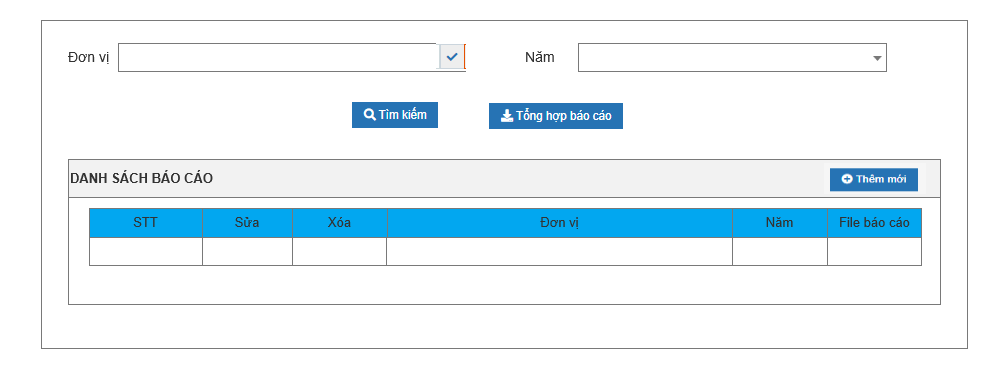 Đơn vị Năm
Tìm kiếm Tổng hợp báo cáo
DANH SÁCH BÁO CÁO Thêm mới
STT Sửa Xóa Đơn vị Năm File báo cáo